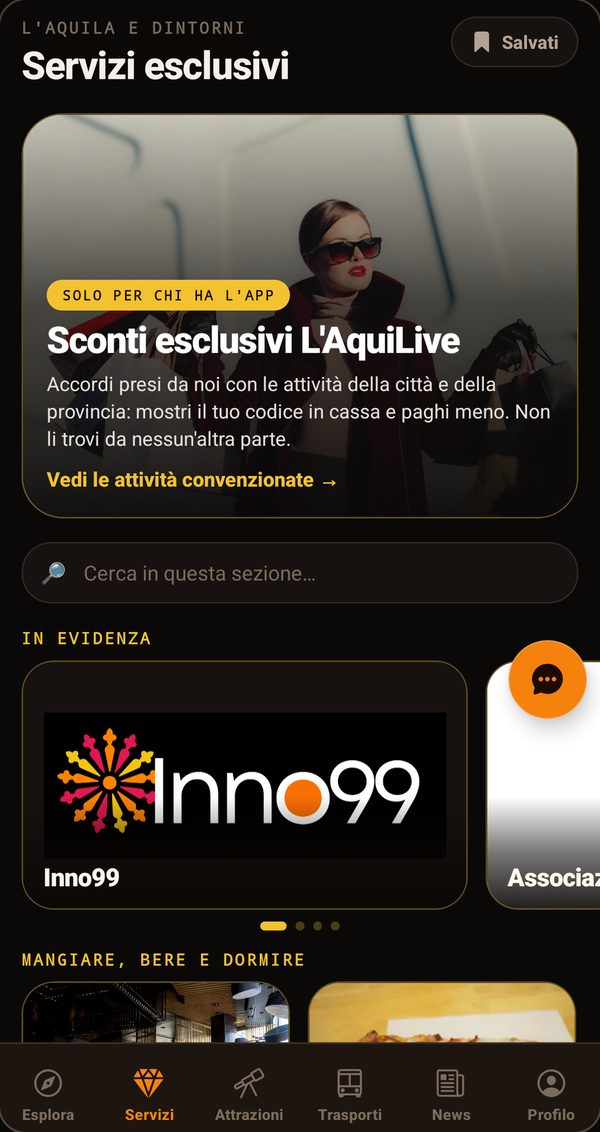 L'AQUILA E DINTORNI
Servizi esclusivi
Salvati
SOLO PER CHI HA L'APP
Sconti esclusivi L'AquiLive
Accordi presi da noi con le attività della città e della
provincia: mostri il tuo codice in cassa e paghi meno. Non
li trovi da nessun'altra parte.
Vedi le attività convenzionate →
Cerca in questa sezione…
IN EVIDENZA
Inno99
Inno99
Associaz
MANGIARE, BERE E DORMIRE
Esplora
Servizi
Attrazioni
Trasporti
News
Profilo